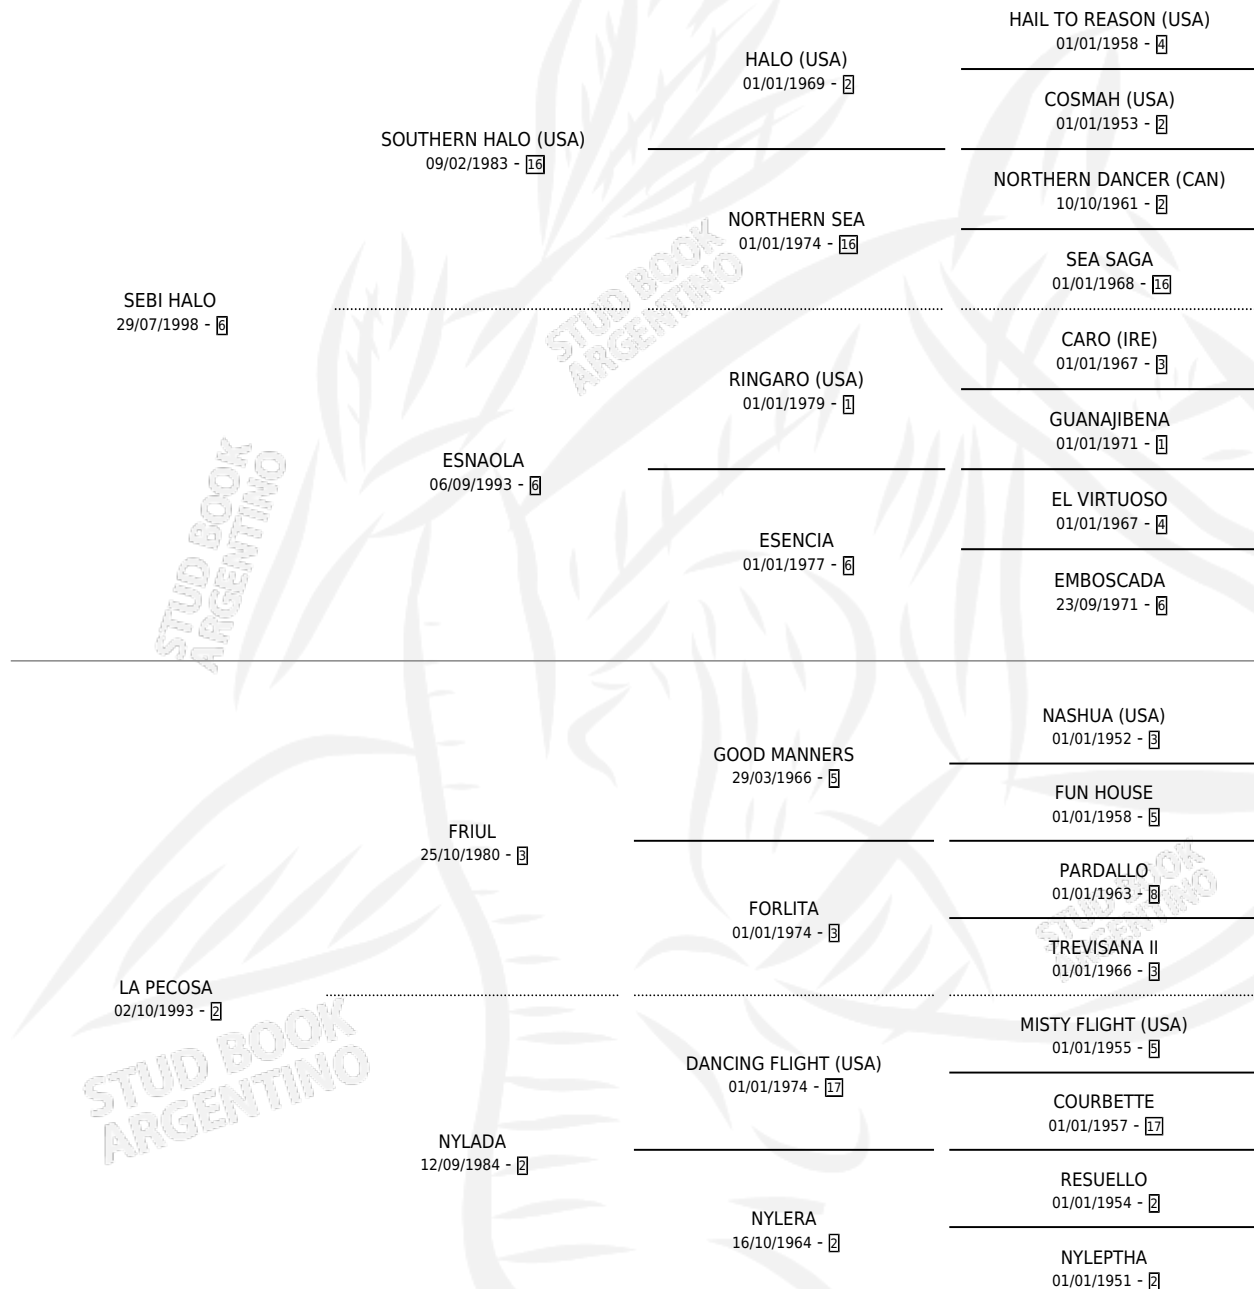 HAIL TO REASON (USA)
01/01/1958 - 4
HALO (USA)
01/01/1969 - 2
COSMAH (USA)
01/01/1953 - 2
SOUTHERN HALO (USA)
09/02/1983 - 16
NORTHERN DANCER (CAN)
10/10/1961 - 2
NORTHERN SEA
01/01/1974 - 16
SEA SAGA
01/01/1968 - 16
SEBI HALO
29/07/1998 - 6
CARO (IRE)
01/01/1967 - 3
RINGARO (USA)
01/01/1979 - 1
GUANAJIBENA
01/01/1971 - 1
ESNAOLA
06/09/1993 - 6
EL VIRTUOSO
01/01/1967 - 4
ESENCIA
01/01/1977 - 6
EMBOSCADA
23/09/1971 - 6
NASHUA (USA)
01/01/1952 - 3
GOOD MANNERS
29/03/1966 - 5
FUN HOUSE
01/01/1958 - 5
FRIUL
25/10/1980 - 3
PARDALLO
01/01/1963 - 8
FORLITA
01/01/1974 - 3
TREVISANA II
01/01/1966 - 3
LA PECOSA
02/10/1993 - 2
MISTY FLIGHT (USA)
01/01/1955 - 5
DANCING FLIGHT (USA)
01/01/1974 - 17
COURBETTE
01/01/1957 - 17
NYLADA
12/09/1984 - 2
RESUELLO
01/01/1954 - 2
NYLERA
16/10/1964 - 2
NYLEPTHA
01/01/1951 - 2
STUD BOOK
ARGENTINO
STUD BOOK
ARGENTINO
STUD BOOK
ARGENTINO
STUD BOOK
ARGENTINO